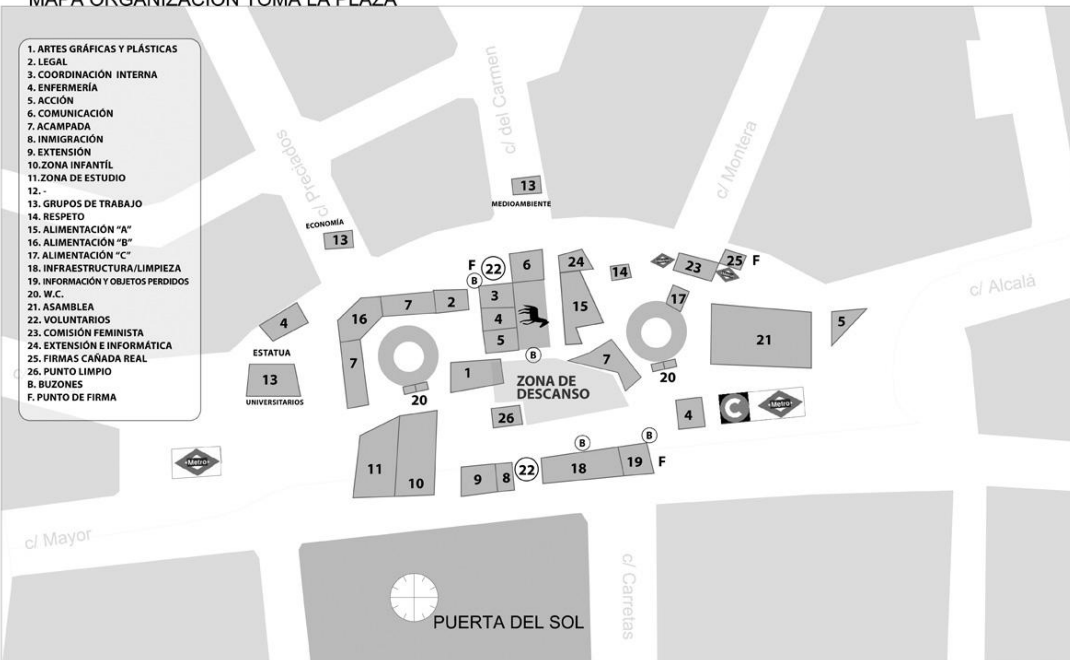 MAPA ORGANIZACIÓN TOMA LA PLAZA
1. ARTES GRÁFICAS Y PLÁSTICAS
2. LEGAL
3. COORDINACIÓN INTERNA
4. ENFERMERÍA
5. ACCIÓN
6. COMUNICACIÓN
7. ACAMPADA
8. INMIGRACIÓN
9. EXTENSIÓN
10.ZONA INFANTÍL
11.ZONA DE ESTUDIO
12. -
13. GRUPOS DE TRABAJO
14. RESPETO
15. ALIMENTACIÓN "A"
16. ALIMENTACIÓN "B"
17. ALIMENTACIÓN "C"
18. INFRAESTRUCTURA/LIMPIEZA
19. INFORMACIÓN Y OBJETOS PERDIDOS
20. W.C.
21. ASAMBLEA
22. VOLUNTARIOS
23. COMISIÓN FEMINISTA
24. EXTENSIÓN E INFORMÁTICA
25. FIRMAS CAÑADA REAL
26. PUNTO LIMPIO
B. BUZONES
F. PUNTO DE FIRMA
c/ Preciados
c/ del Carmen
c/ Montera
c/ Alcalá
13
MEDIOAMBIENTE
ECONOMÍA
13
F 22 6
B
24
14
23
25 F
7 2 3
16
4
15
17
4
5
21
5
ESTATUA
7
B
7
13
1
ZONA DE
DESCANSO
20
20
UNIVERSITARIOS
26
4
C
Metro
B
B
Metro
11
10
9 8 22 18 19 F
c/ Mayor
c/ Carretas
PUERTA DEL SOL